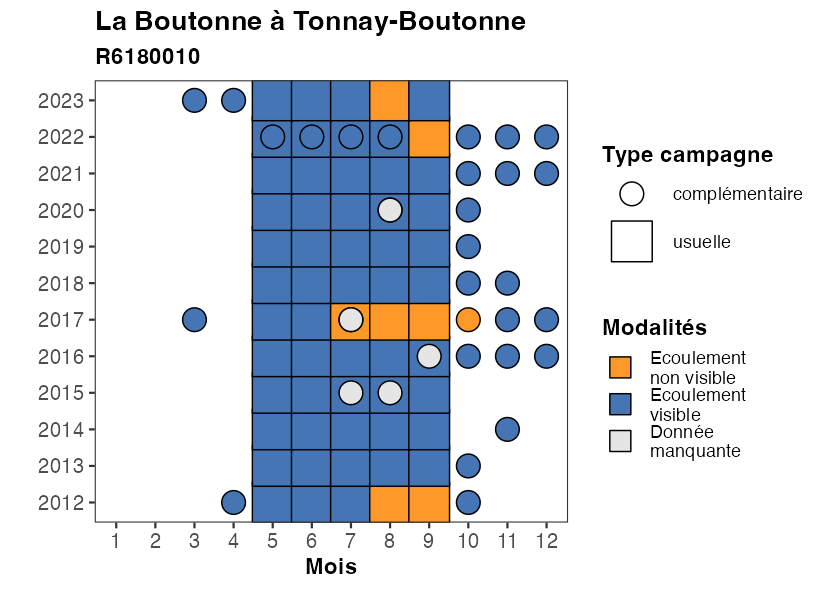 La Boutonne à Tonnay-Boutonne
R6180010
2023
2022
2021
2020
2019
2018
2017
2016
2015
2014
2013
2012
1 2 3 4 5 6 7 8 9 10 11 12
Mois
Type campagne
complémentaire
usuelle
Modalités
Ecoulement
non visible
Ecoulement
visible
Donnée
manquante